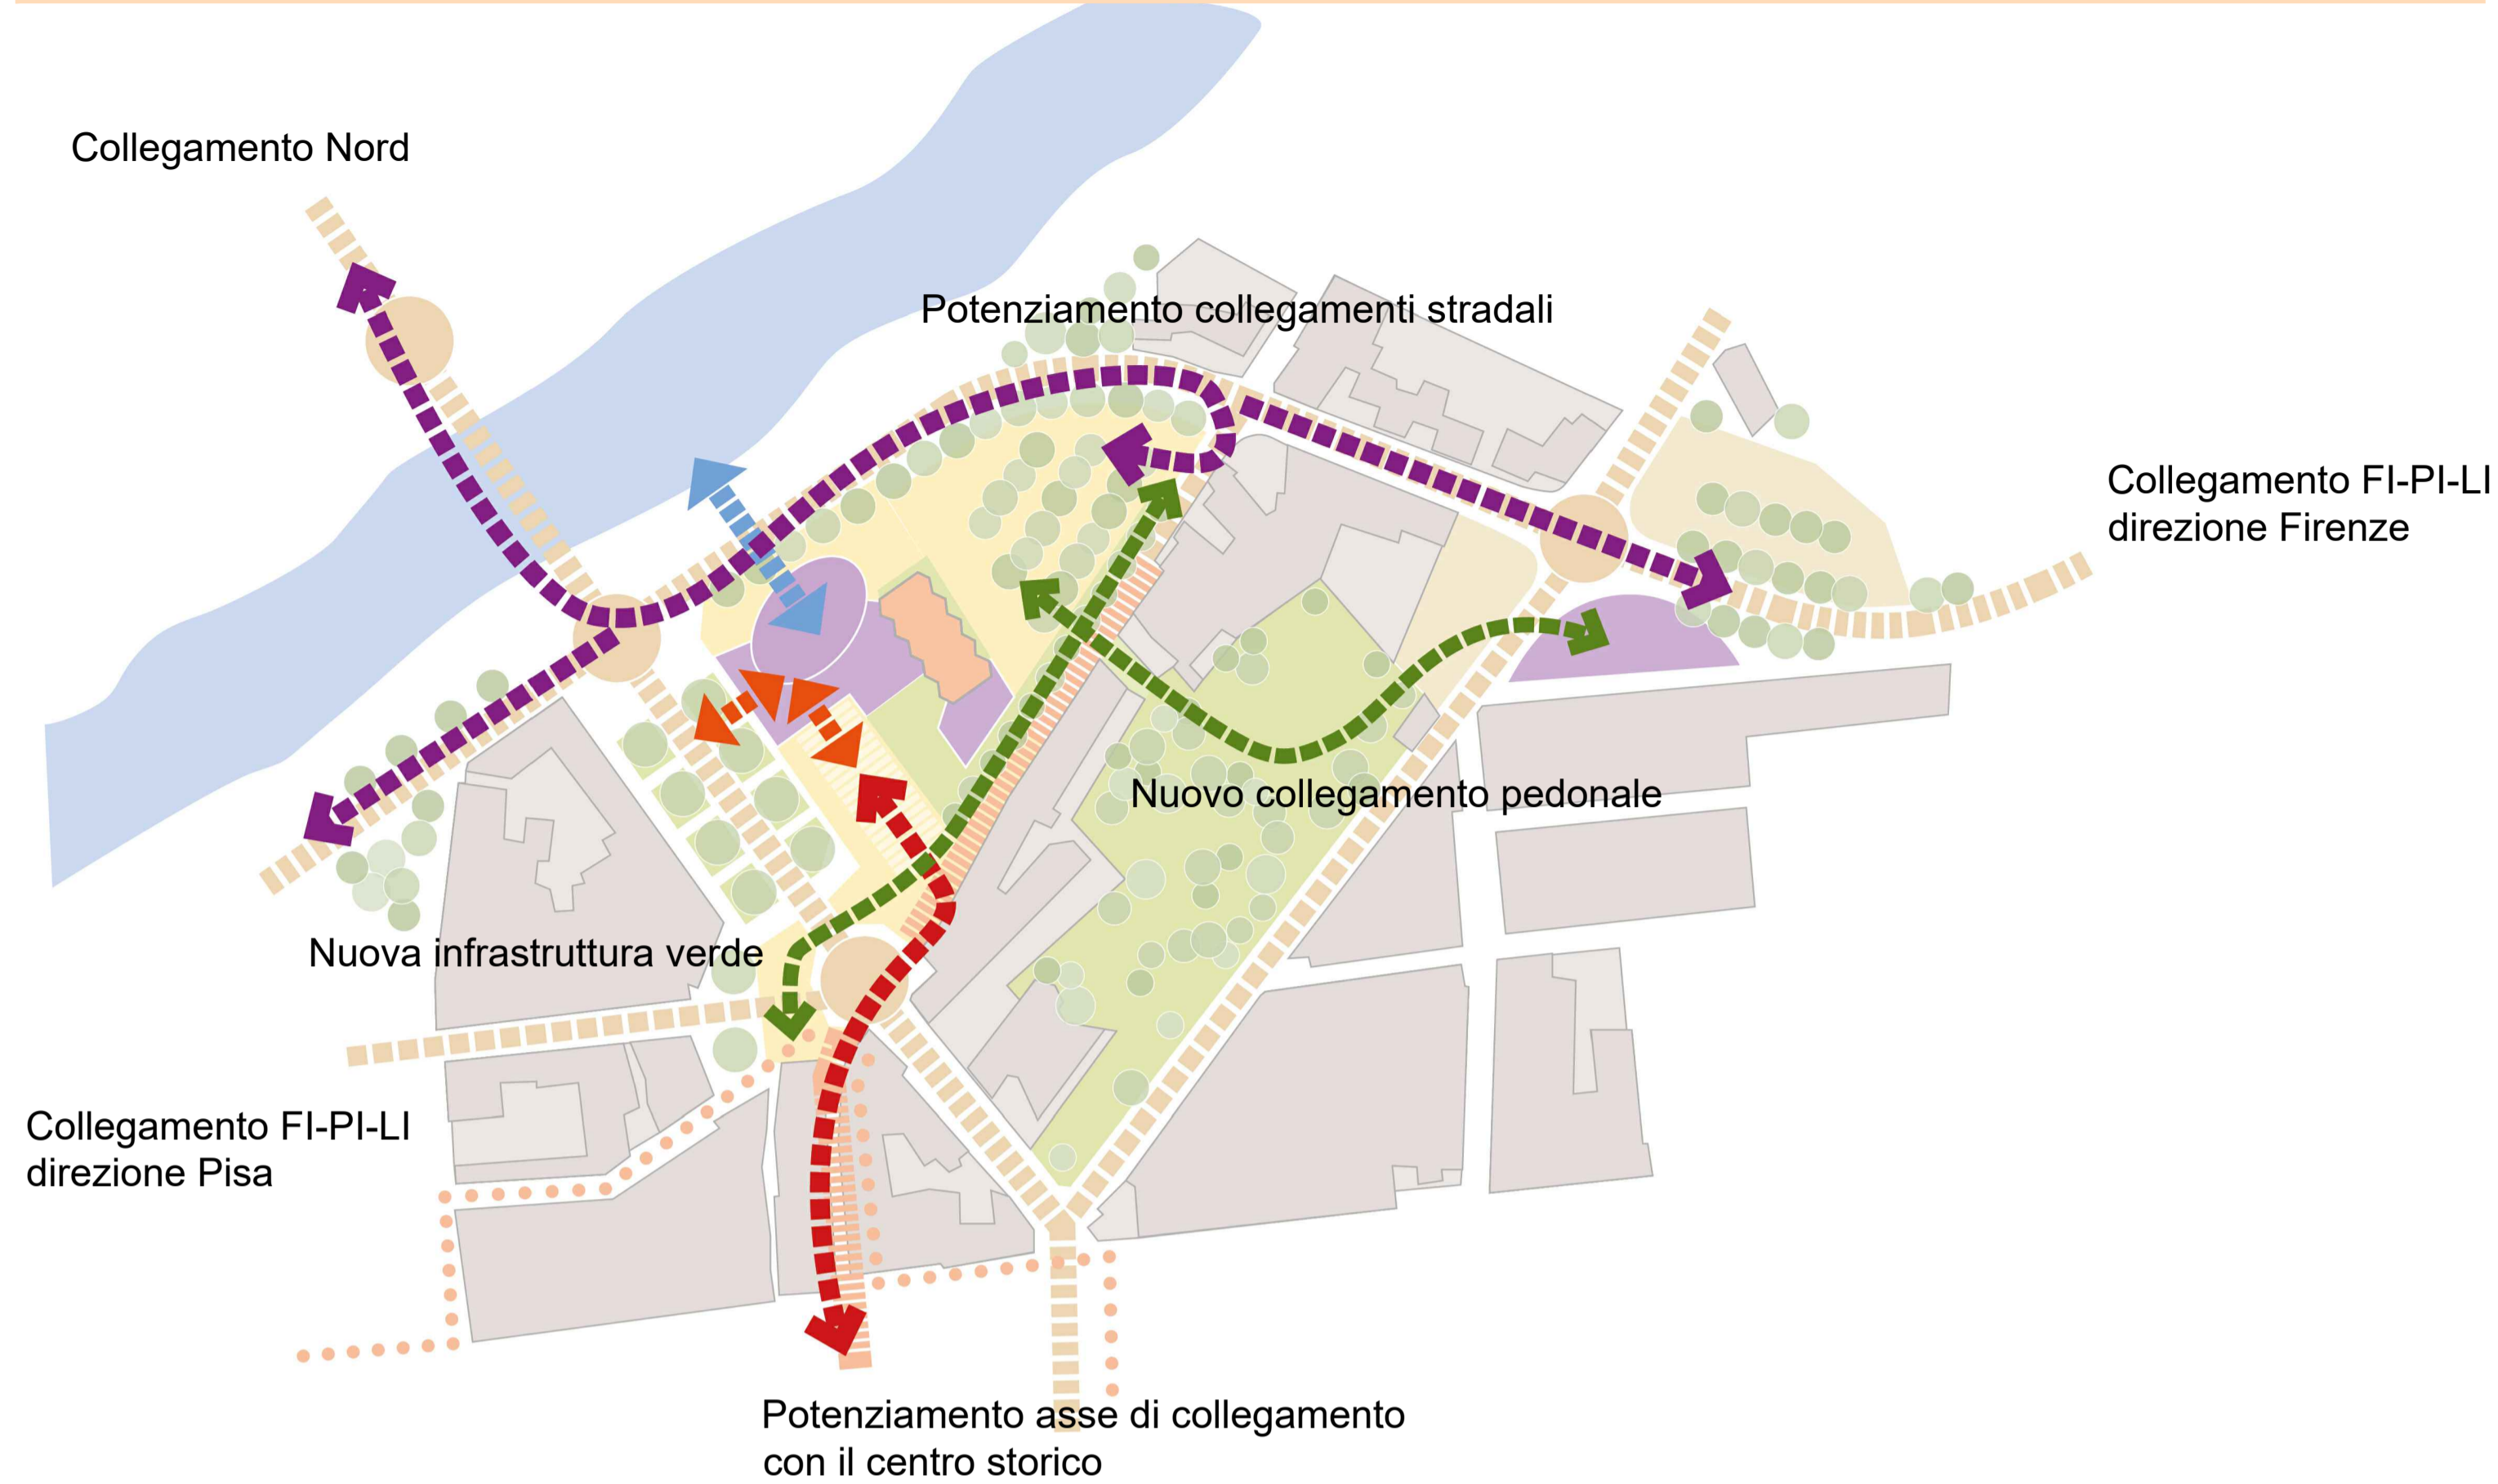 Collegamento Nord
Potenziamento collegamenti stradali
Collegamento FI-PI-LI
direzione Firenze
Nuovo collegamento pedonale
Nuova infrastruttura verde
Collegamento FI-PI-LI
direzione Pisa
Potenziamento asse di collegamento
con il centro storico